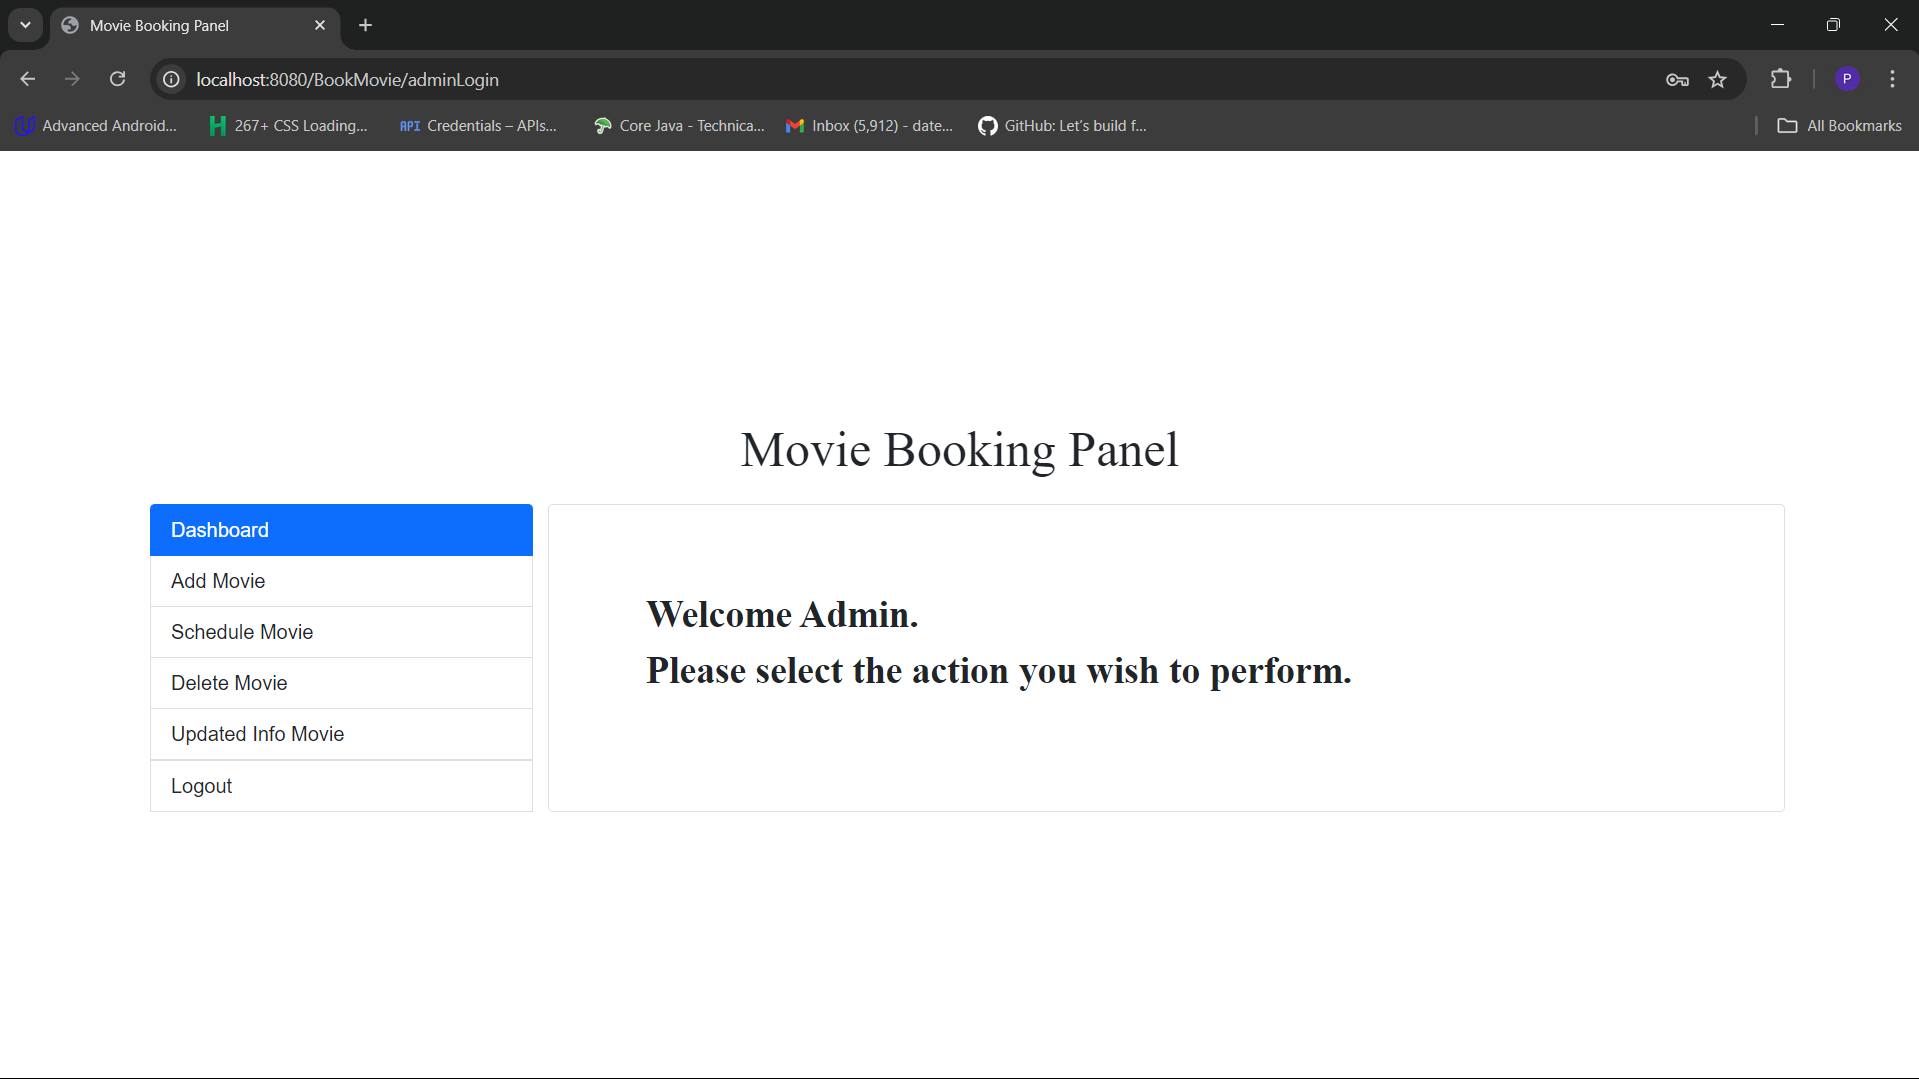 Movie Booking Panel
localhost:8080/BookMovie/adminLogin
P
Advanced Android...
267+ CSS Loading...
API Credentials – APIs...
Core Java - Technica...
Inbox (5,912) - date...
GitHub: Let's build f...
All Bookmarks
Movie Booking Panel
Dashboard
Add Movie
Schedule Movie
Delete Movie
Updated Info Movie
Logout
Welcome Admin.
Please select the action you wish to perform.